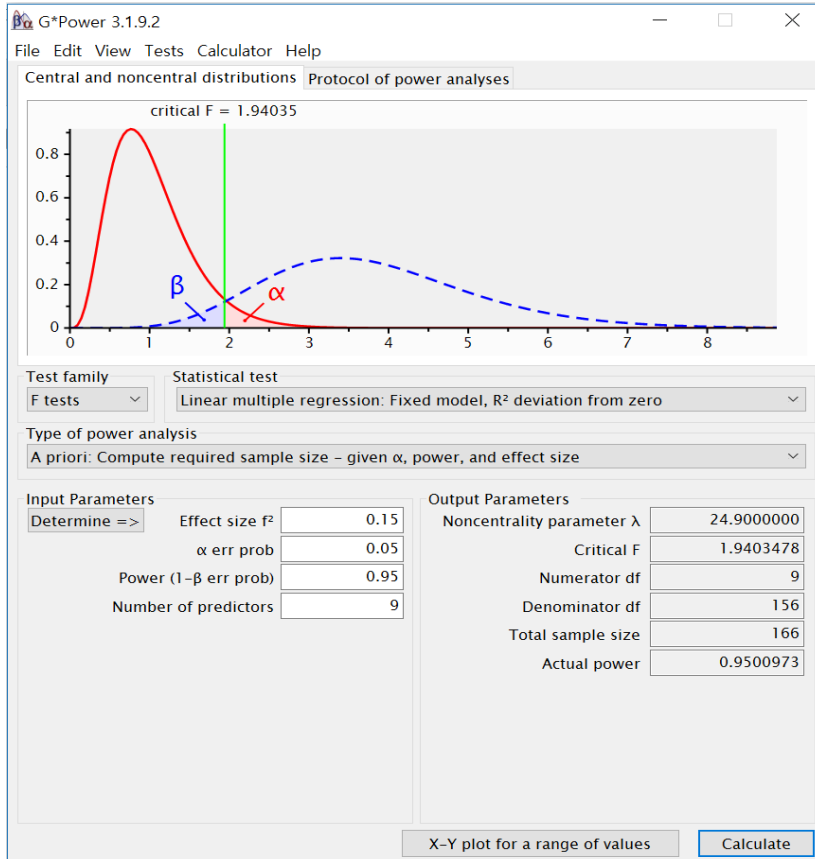 βα G*Power 3.1.9.2
File Edit View Tests Calculator Help
Central and noncentral distributions Protocol of power analyses
critical F = 1.94035
0.8
0.6
0.4
0.2
0
β
α
0 1 2 3 4 5 6 7 8
Test family Statistical test
F tests Linear multiple regression: Fixed model, R² deviation from zero
Type of power analysis
A priori: Compute required sample size – given α, power, and effect size
Input Parameters
Determine => Effect size f² 0.15
α err prob 0.05
Power (1–β err prob) 0.95
Number of predictors 9
Output Parameters
Noncentrality parameter λ 24.9000000
Critical F 1.9403478
Numerator df 9
Denominator df 156
Total sample size 166
Actual power 0.9500973
X–Y plot for a range of values Calculate